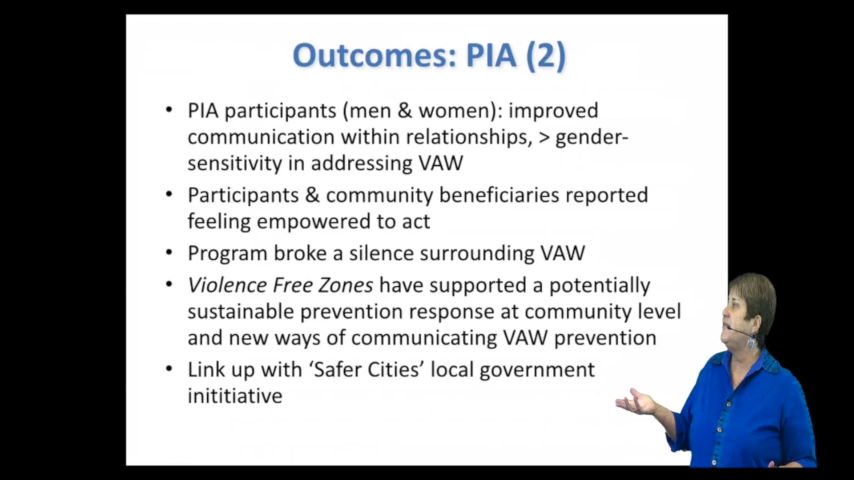 Outcomes: PIA (2)
• PIA participants (men & women): improved
communication within relationships, > gender-
sensitivity in addressing VAW
• Participants & community beneficiaries reported
feeling empowered to act
• Program broke a silence surrounding VAW
• Violence Free Zones have supported a potentially
sustainable prevention response at community level
and new ways of communicating VAW prevention
• Link up with ‘Safer Cities’ local government
inititiative